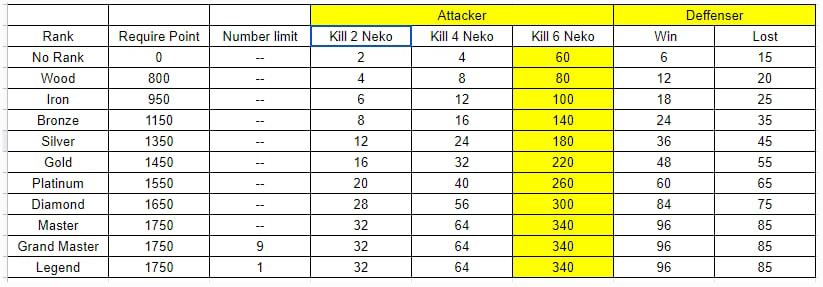 Attacker Deffenser
Rank Require Point Number limit Kill 2 Neko Kill 4 Neko Kill 6 Neko Win Lost
No Rank 0 -- 2 4 60 6 15
Wood 800 -- 4 8 80 12 20
Iron 950 -- 6 12 100 18 25
Bronze 1150 -- 8 16 140 24 35
Silver 1350 -- 12 24 180 36 45
Gold 1450 -- 16 32 220 48 55
Platinum 1550 -- 20 40 260 60 65
Diamond 1650 -- 28 56 300 84 75
Master 1750 -- 32 64 340 96 85
Grand Master 1750 9 32 64 340 96 85
Legend 1750 1 32 64 340 96 85